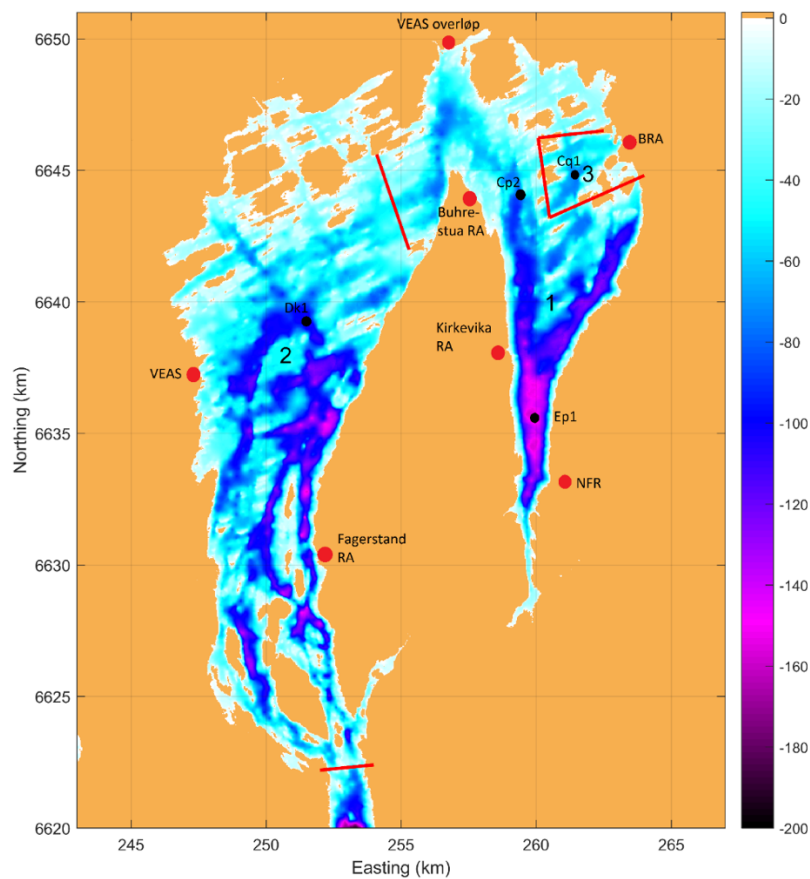 VEAS overløp
6650
0
-20
BRA
Cq1
3
6645
Cp2
-40
Buhre-
stua RA
-60
6640
1
-80
Dk1
2
Kirkevika
RA
VEAS
-100
Northing (km)
6635
Ep1
-120
NFR
6630
Fagerstand
RA
-140
-160
6625
-180
6620
-200
245
250
255
260
265
Easting (km)